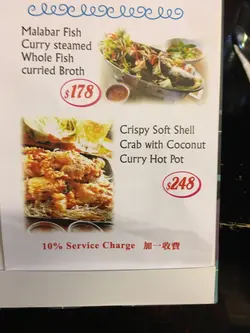 Malabar Fish
Curry steamed
Whole Fish
curried Broth
$178
Crispy Soft Shell
Crab with Coconut
Curry Hot Pot
$248
10% Service Charge 加一收費